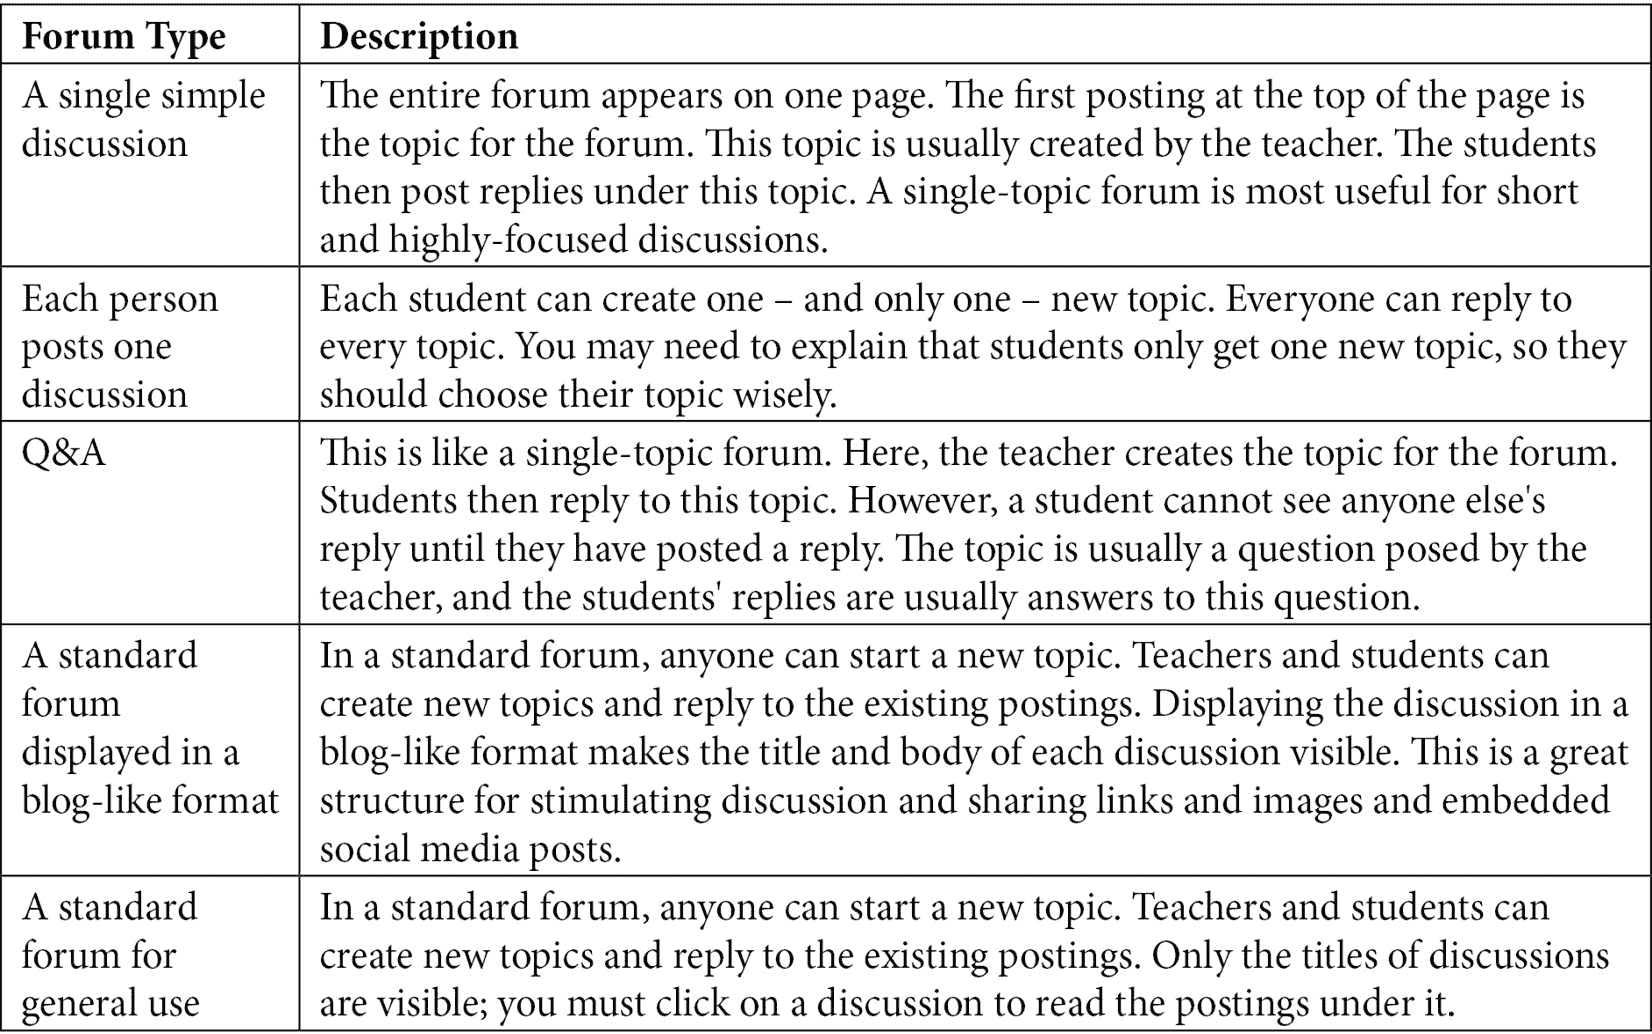 Forum Type
Description
A single simple
discussion
The entire forum appears on one page. The first posting at the top of the page is
the topic for the forum. This topic is usually created by the teacher. The students
then post replies under this topic. A single-topic forum is most useful for short
and highly-focused discussions.
Each person
posts one
discussion
Each student can create one – and only one – new topic. Everyone can reply to
every topic. You may need to explain that students only get one new topic, so they
should choose their topic wisely.
Q&A
This is like a single-topic forum. Here, the teacher creates the topic for the forum.
Students then reply to this topic. However, a student cannot see anyone else's
reply until they have posted a reply. The topic is usually a question posed by the
teacher, and the students' replies are usually answers to this question.
A standard
forum
displayed in a
blog-like format
In a standard forum, anyone can start a new topic. Teachers and students can
create new topics and reply to the existing postings. Displaying the discussion in a
blog-like format makes the title and body of each discussion visible. This is a great
structure for stimulating discussion and sharing links and images and embedded
social media posts.
A standard
forum for
general use
In a standard forum, anyone can start a new topic. Teachers and students can
create new topics and reply to the existing postings. Only the titles of discussions
are visible; you must click on a discussion to read the postings under it.